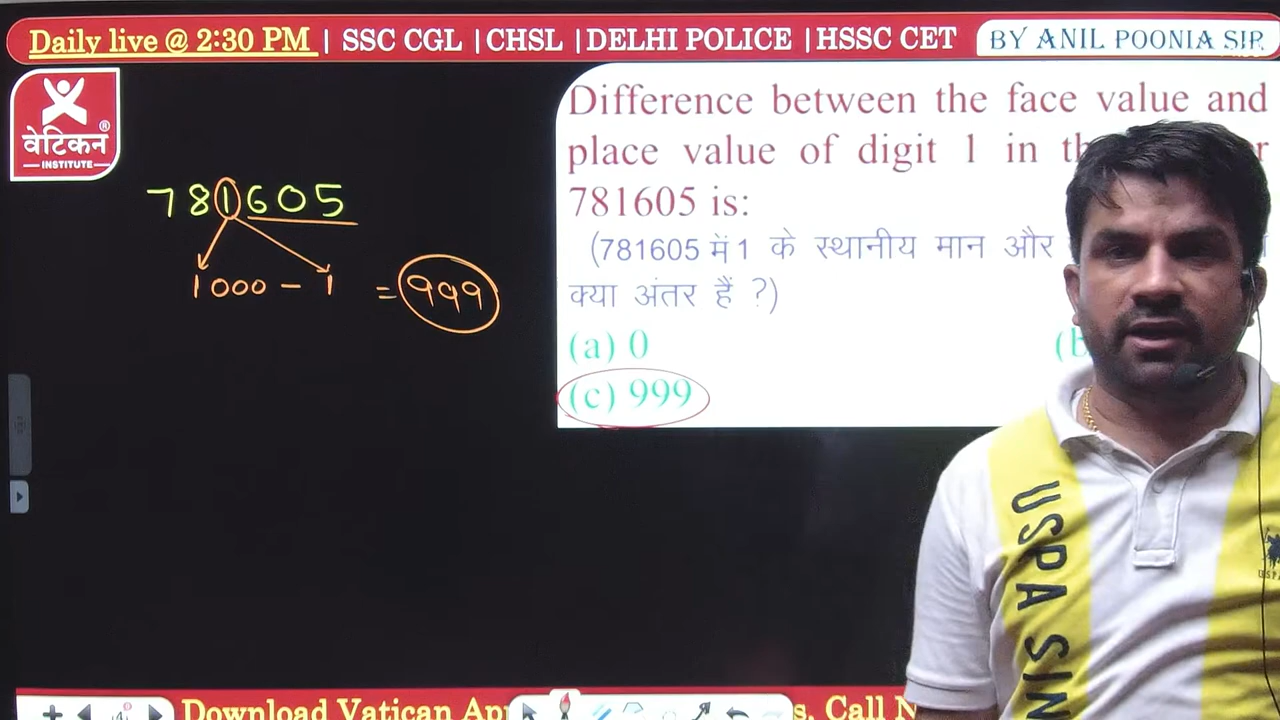 Daily live @ 2:30 PM | SSC CGL | CHSL | DELHI POLICE | HSSC CET
BY ANIL POONIA SIR
वेटिकन®
INSTITUTE
781605
1000 - 1 = 999
Difference between the face value and
place value of digit 1 in
781605 is:
(781605 में 1 के स्थानीय मान और
क्या अंतर हैं ?)
(a) 0
(c) 999
USPA
Download Vatican
Call